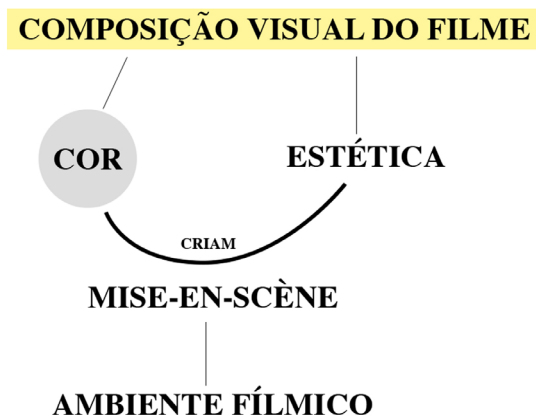 COMPOSIÇÃO VISUAL DO FILME
COR
ESTÉTICA
CRIAM
MISE-EN-SCÈNE
AMBIENTE FÍLMICO